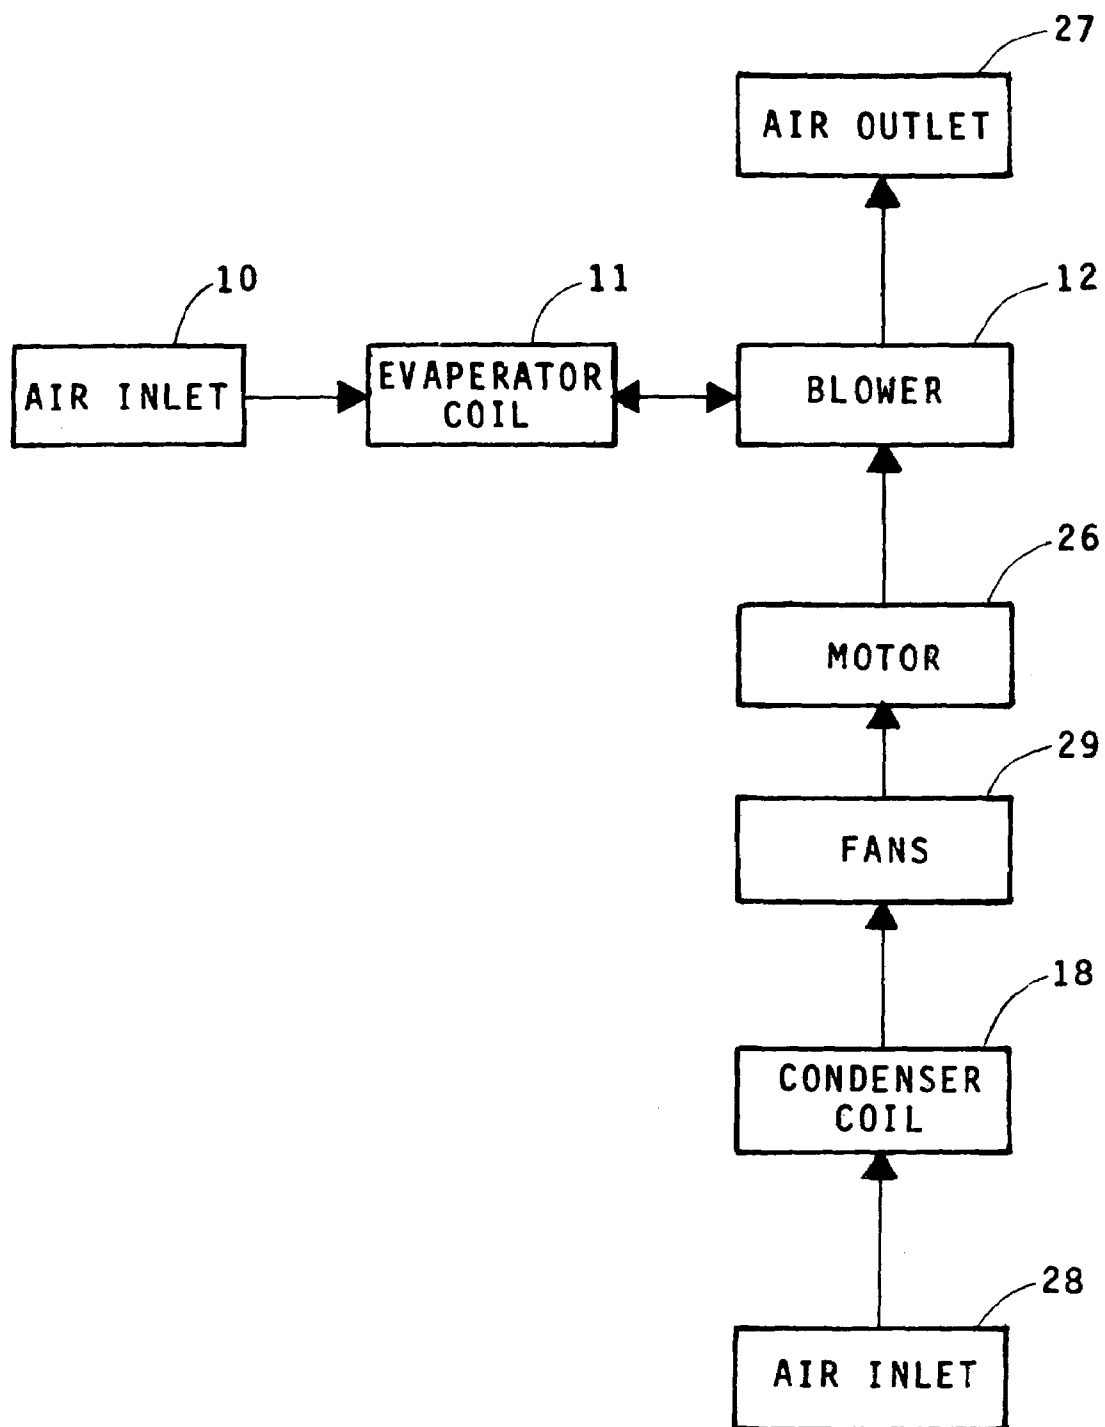 27
AIR OUTLET
10
11
12
AIR INLET
EVAPERATOR
COIL
BLOWER
26
MOTOR
29
FANS
18
CONDENSER
COIL
28
AIR INLET